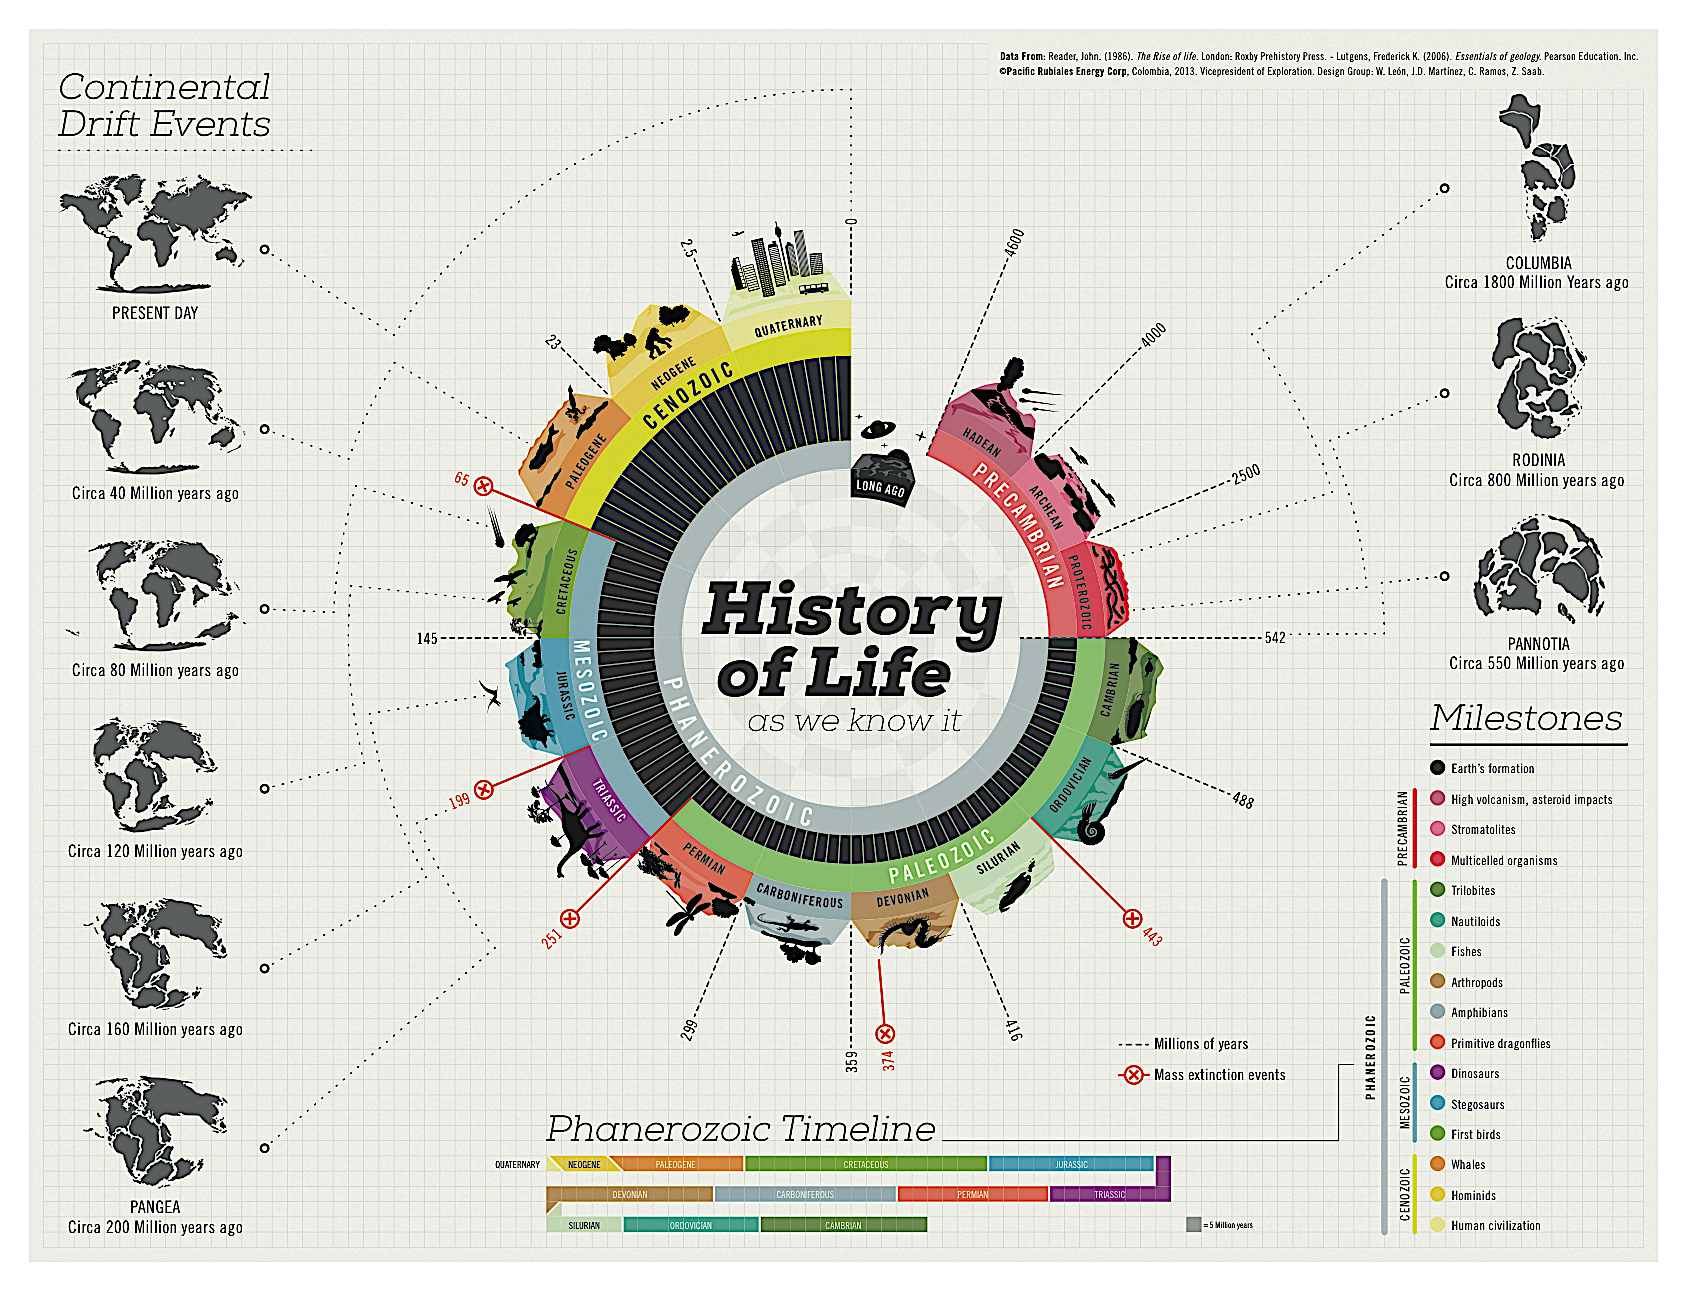 Data From: Reader, John. (1986). The Rise of life. London: Roxby Prehistory Press. - Lutgens, Frederick K. (2006). Essentials of geology. Pearson Education. Inc.
©Pacific Rubiales Energy Corp, Colombia, 2013. Vicepresident of Exploration. Design Group: W. León, J.D. Martínez, C. Ramos, Z. Saab.
Continental
Drift Events
PRESENT DAY
Circa 40 Million years ago
Circa 80 Million years ago
Circa 120 Million years ago
Circa 160 Million years ago
PANGEA
Circa 200 Million years ago
COLUMBIA
Circa 1800 Million Years ago
RODINIA
Circa 800 Million years ago
PANNOTIA
Circa 550 Million years ago
History
of Life
as we know it
LONG AGO
4600
HADEAN
4000
ARCHEAN
2500
PROTEROZOIC
PRECAMBRIAN
542
CAMBRIAN
488
ORDOVICIAN
443
SILURIAN
416
DEVONIAN
374
359
CARBONIFEROUS
299
PERMIAN
PALEOZOIC
251
TRIASSIC
199
JURASSIC
145
CRETACEOUS
MESOZOIC
65
PALEOGENE
23
NEOGENE
2.5
QUATERNARY
0
CENOZOIC
PHANEROZOIC
Milestones
Earth's formation
PRECAMBRIAN
High volcanism, asteroid impacts
Stromatolites
Multicelled organisms
PHANEROZOIC
PALEOZOIC
Trilobites
Nautiloids
Fishes
Arthropods
Amphibians
Primitive dragonflies
MESOZOIC
Dinosaurs
Stegosaurs
First birds
CENOZOIC
Whales
Hominids
Human civilization
Millions of years
Mass extinction events
Phanerozoic Timeline
QUATERNARY NEOGENE PALEOGENE CRETACEOUS JURASSIC
DEVONIAN CARBONIFEROUS PERMIAN TRIASSIC
SILURIAN ORDOVICIAN CAMBRIAN
= 5 Million years